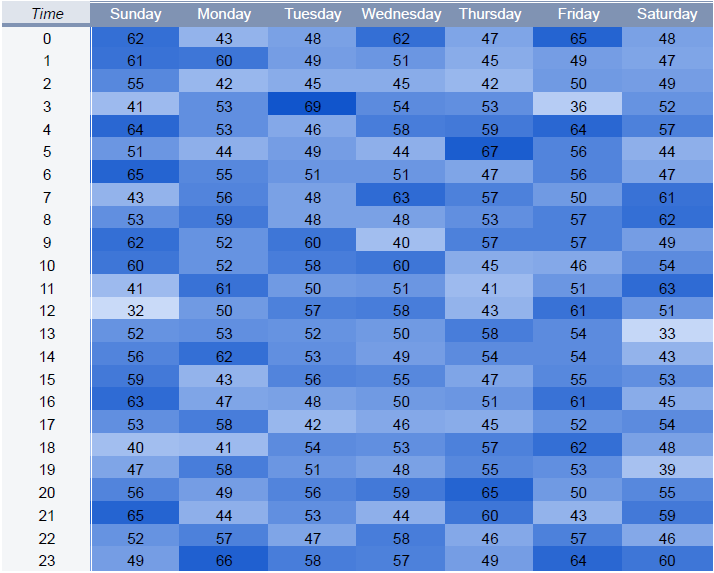 Time Sunday Monday Tuesday Wednesday Thursday Friday Saturday
0 62 43 48 62 47 65 48
1 61 60 49 51 45 49 47
2 55 42 45 45 42 50 49
3 41 53 69 54 53 36 52
4 64 53 46 58 59 64 57
5 51 44 49 44 67 56 44
6 65 55 51 51 47 56 47
7 43 56 48 63 57 50 61
8 53 59 48 48 53 57 62
9 62 52 60 40 57 57 49
10 60 52 58 60 45 46 54
11 41 61 50 51 41 51 63
12 32 50 57 58 43 61 51
13 52 53 52 50 58 54 33
14 56 62 53 49 54 54 43
15 59 43 56 55 47 55 53
16 63 47 48 50 51 61 45
17 53 58 42 46 45 52 54
18 40 41 54 53 57 62 48
19 47 58 51 48 55 53 39
20 56 49 56 59 65 50 55
21 65 44 53 44 60 43 59
22 52 57 47 58 46 57 46
23 49 66 58 57 49 64 60